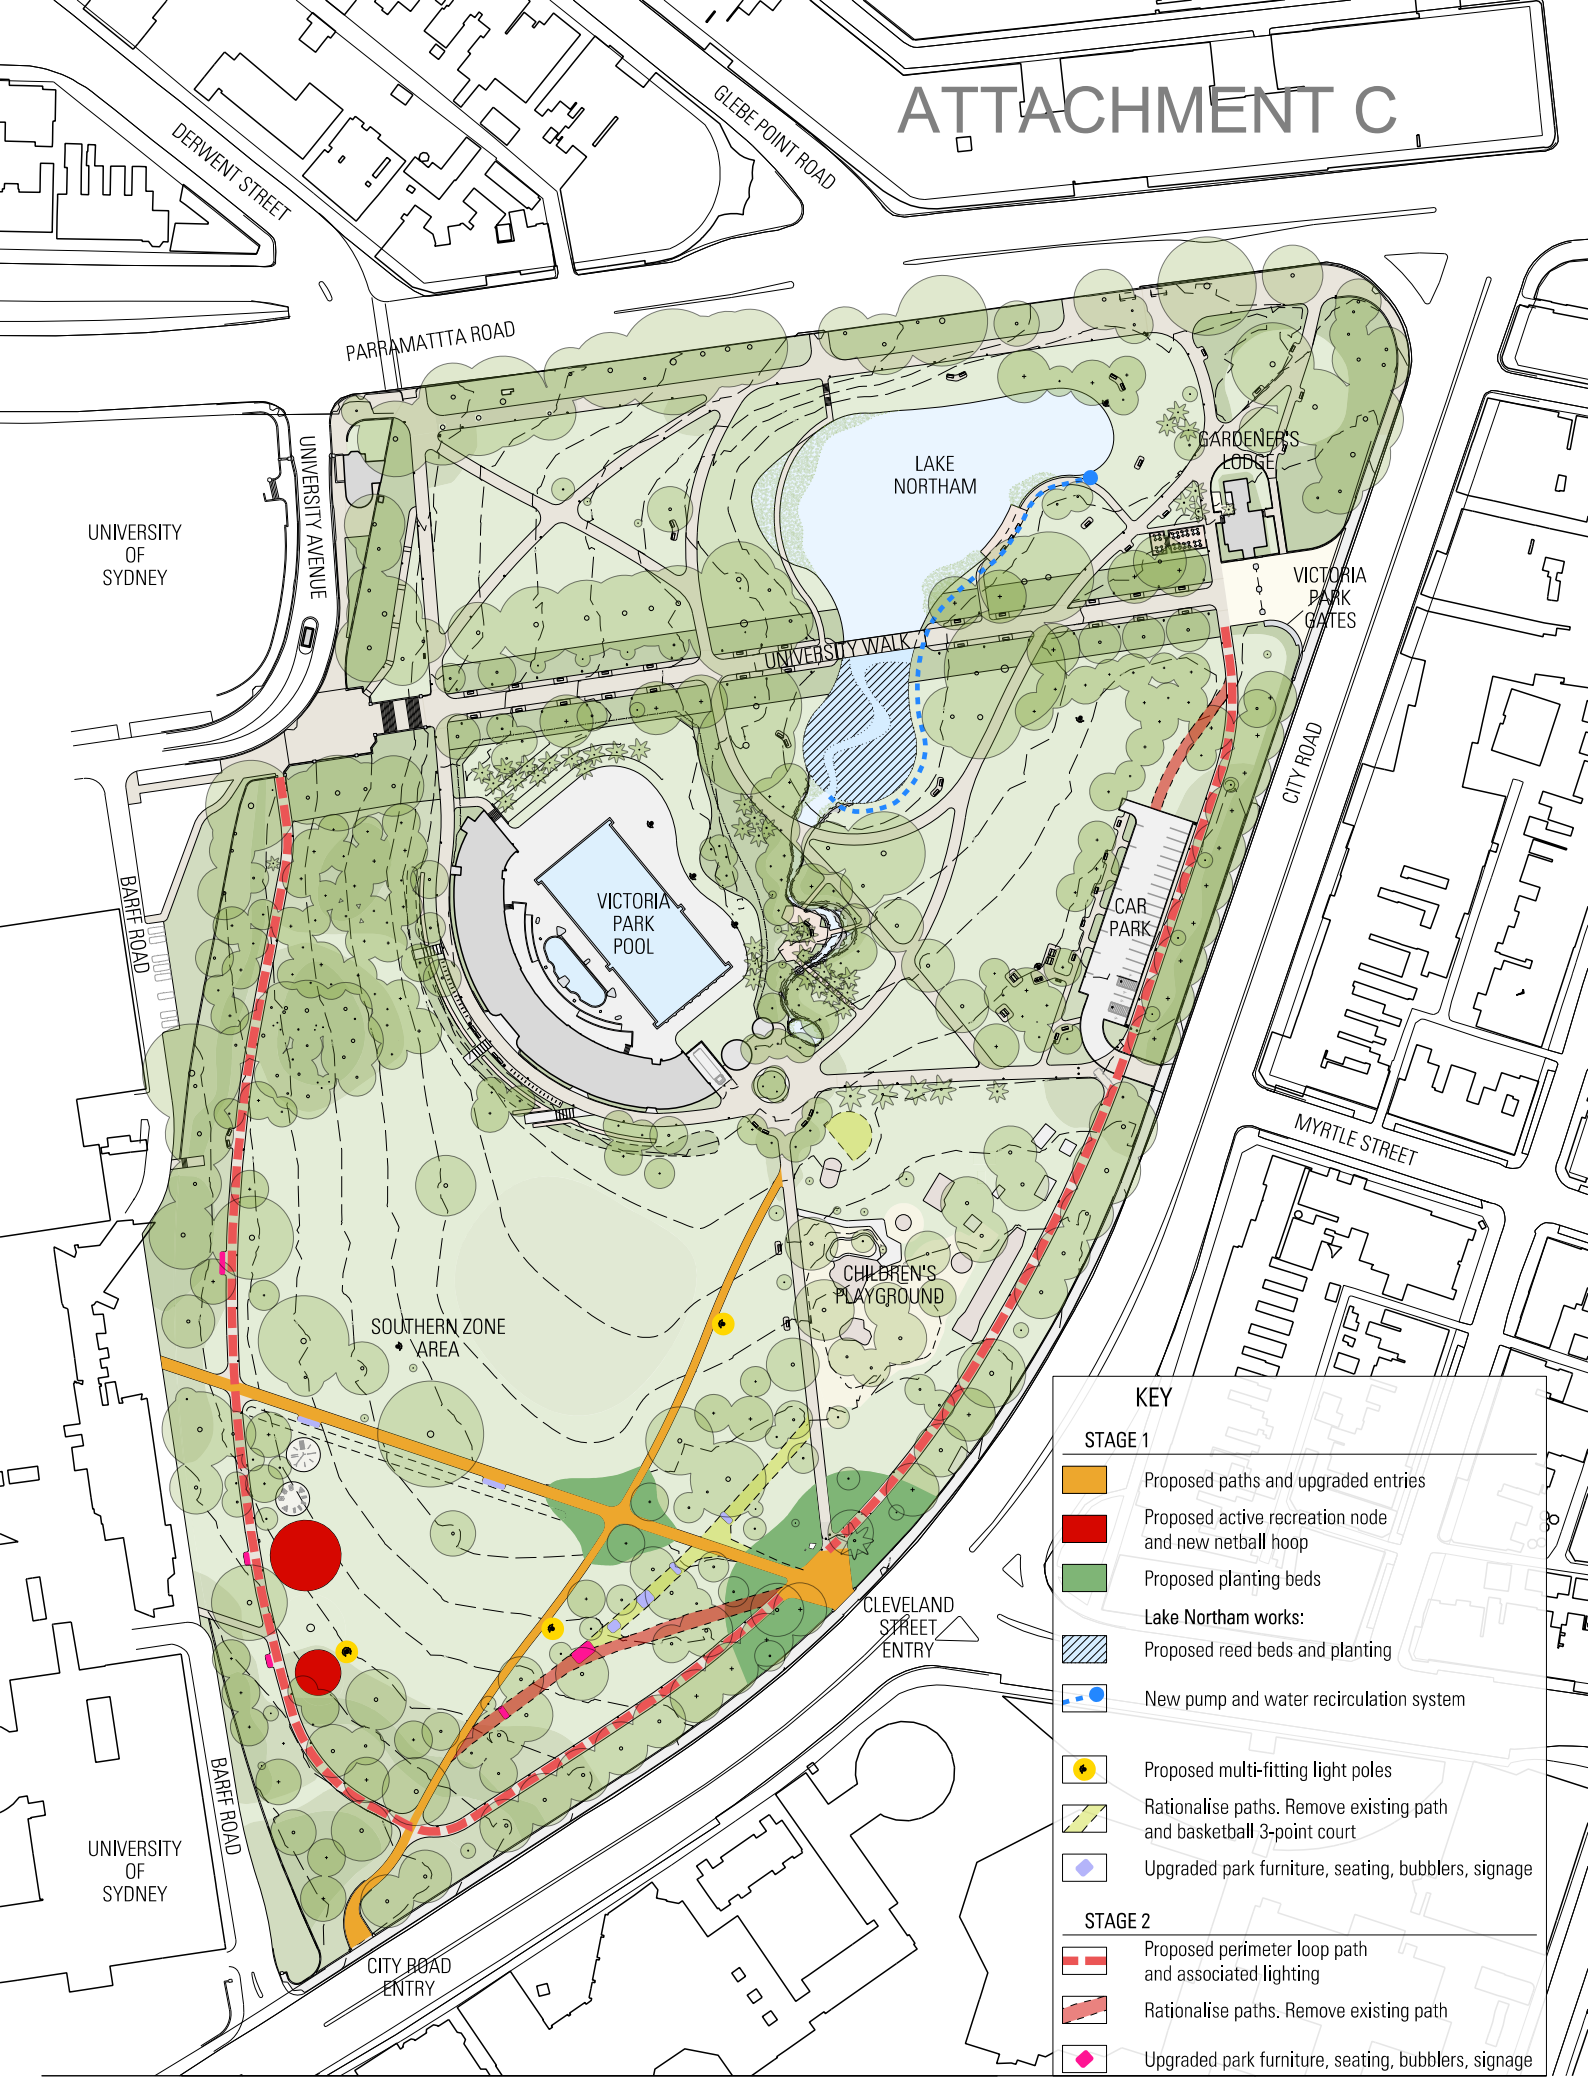 ATTACHMENT C
GLEBE POINT ROAD
DERWENT STREET
PARRAMATTTA ROAD
UNIVERSITY AVENUE
UNIVERSITY
OF
SYDNEY
LAKE
NORTHAM
GARDENER'S
LODGE
VICTORIA
PARK
GATES
UNIVERSITY WALK
CITY ROAD
BARFF ROAD
VICTORIA
PARK
POOL
CAR
PARK
MYRTLE STREET
CHILDREN'S
PLAYGROUND
SOUTHERN ZONE
AREA
CLEVELAND
STREET
ENTRY
BARFF ROAD
UNIVERSITY
OF
SYDNEY
CITY ROAD
ENTRY
KEY
STAGE 1
Proposed paths and upgraded entries
Proposed active recreation node
and new netball hoop
Proposed planting beds
Lake Northam works:
Proposed reed beds and planting
New pump and water recirculation system
Proposed multi-fitting light poles
Rationalise paths. Remove existing path
and basketball 3-point court
Upgraded park furniture, seating, bubblers, signage
STAGE 2
Proposed perimeter loop path
and associated lighting
Rationalise paths. Remove existing path
Upgraded park furniture, seating, bubblers, signage